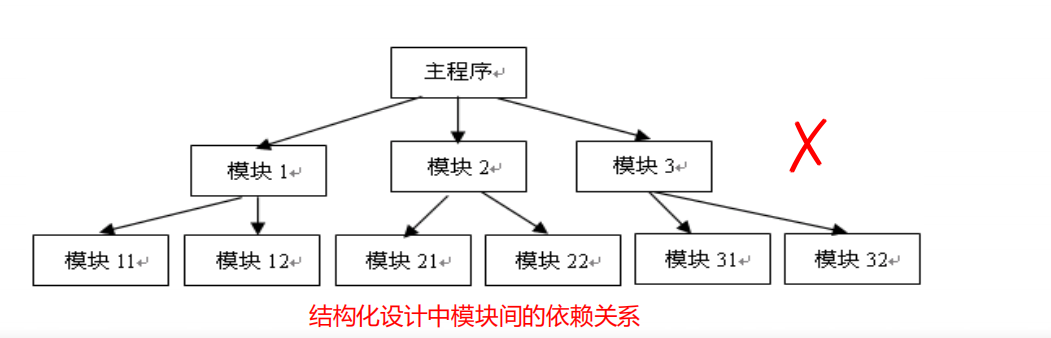 主程序↵
模块 1↵
模块 2↵
模块 3↵
模块 11↵
模块 12↵
模块 21↵
模块 22↵
模块 31↵
模块 32↵
结构化设计中模块间的依赖关系